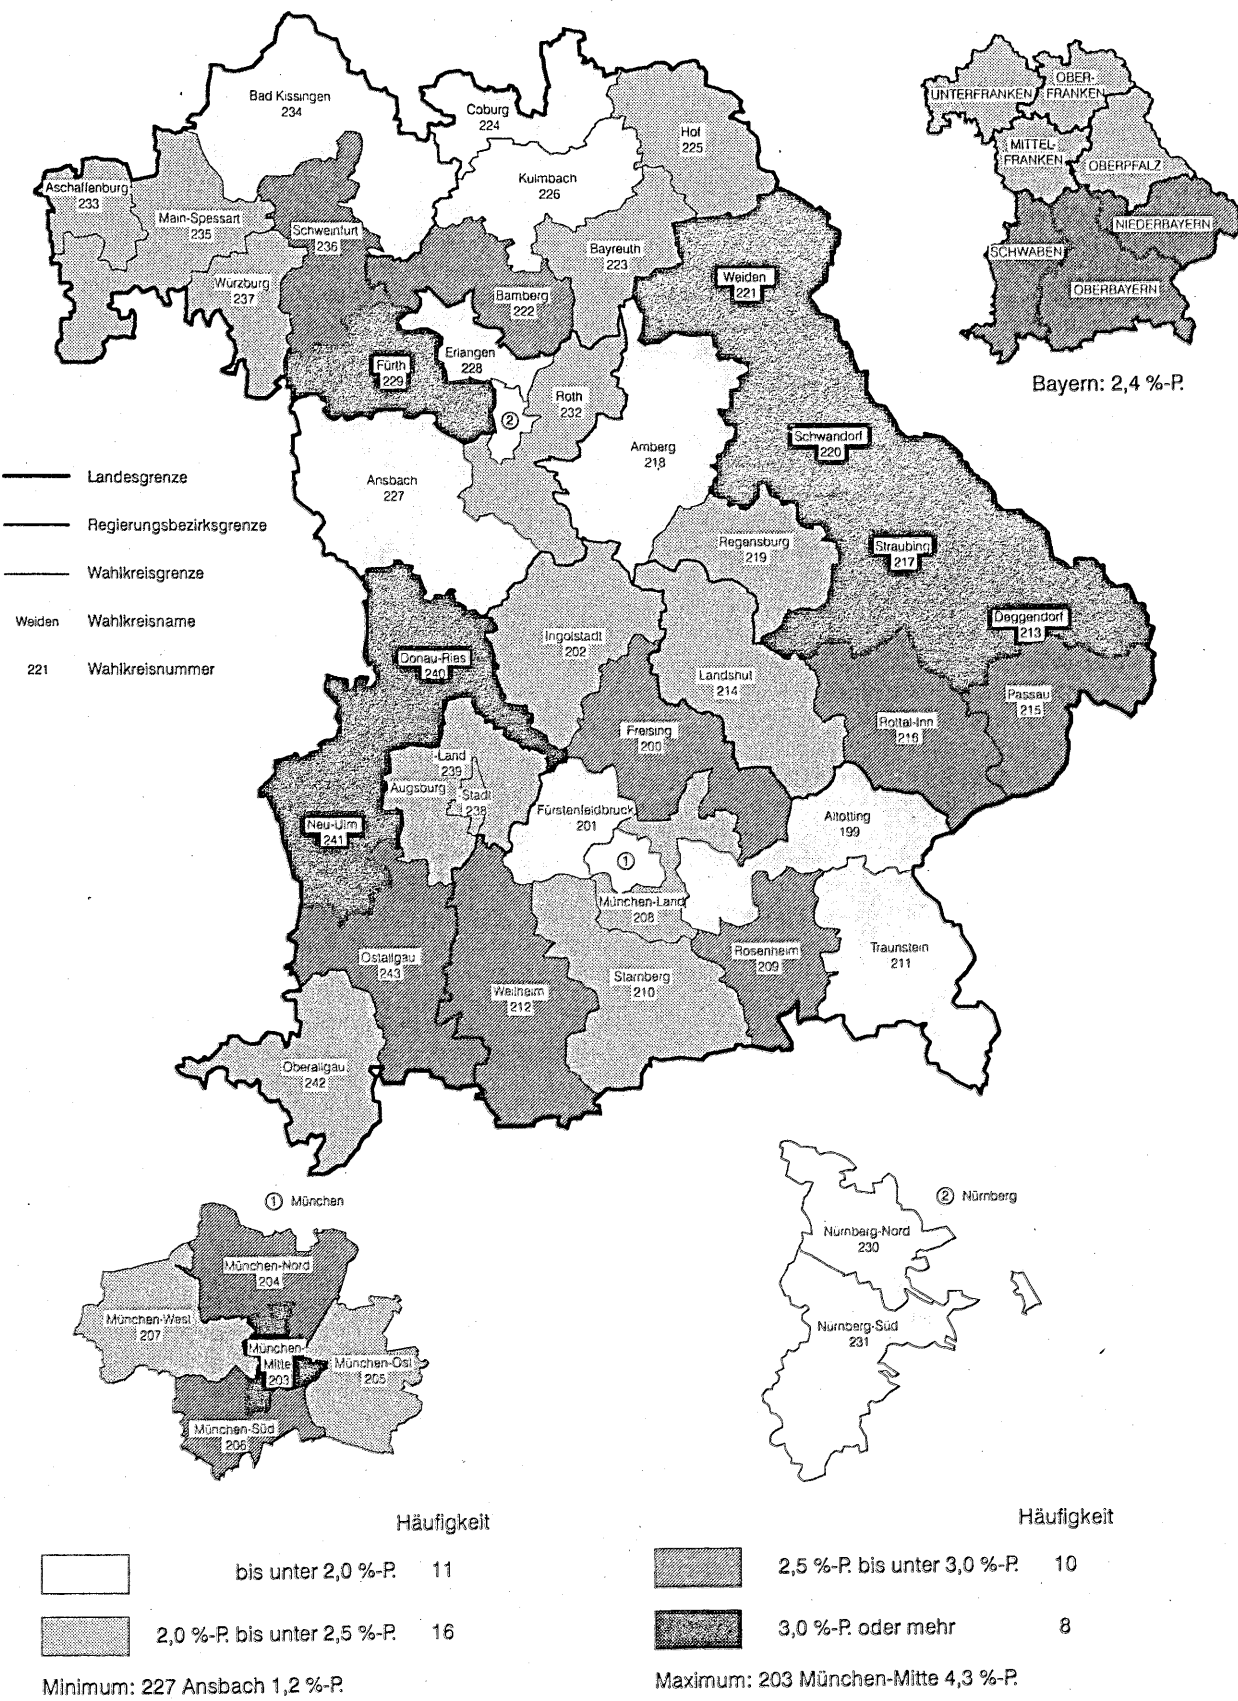 Bad Kissingen
234
Coburg
224
Hof
225
Kulmbach
226
Aschaffenburg
233
Main-Spessart
235
Schweinfurt
236
Bayreuth
223
Würzburg
237
Bamberg
222
Weiden
221
Erlangen
228
Fürth
229
Roth
232
②
Amberg
218
Schwandorf
220
Ansbach
227
Regensburg
219
Straubing
217
Deggendorf
213
Ingolstadt
202
Donau-Ries
240
Landshut
214
Passau
215
Rottal-Inn
216
Freising
200
-Land
239
Augsburg
Stadt
238
Fürstenfeldbruck
201
Altötting
199
Neu-Ulm
241
①
München-Land
208
Ostallgäu
243
Rosenheim
209
Traunstein
211
Starnberg
210
Weilheim
212
Oberallgäu
242
UNTERFRANKEN
OBER-
FRANKEN
MITTEL-
FRANKEN
OBERPFALZ
NIEDERBAYERN
SCHWABEN
OBERBAYERN
Bayern: 2,4 %-P.
Landesgrenze
Regierungsbezirksgrenze
Wahlkreisgrenze
Weiden Wahlkreisname
221 Wahlkreisnummer
① München
München-Nord
204
München-West
207
München-
Mitte
203
München-Ost
205
München-Süd
206
② Nürnberg
Nürnberg-Nord
230
Nürnberg-Süd
231
Häufigkeit
bis unter 2,0 %-P. 11
2,0 %-P. bis unter 2,5 %-P. 16
Minimum: 227 Ansbach 1,2 %-P.
Häufigkeit
2,5 %-P. bis unter 3,0 %-P. 10
3,0 %-P. oder mehr 8
Maximum: 203 München-Mitte 4,3 %-P.